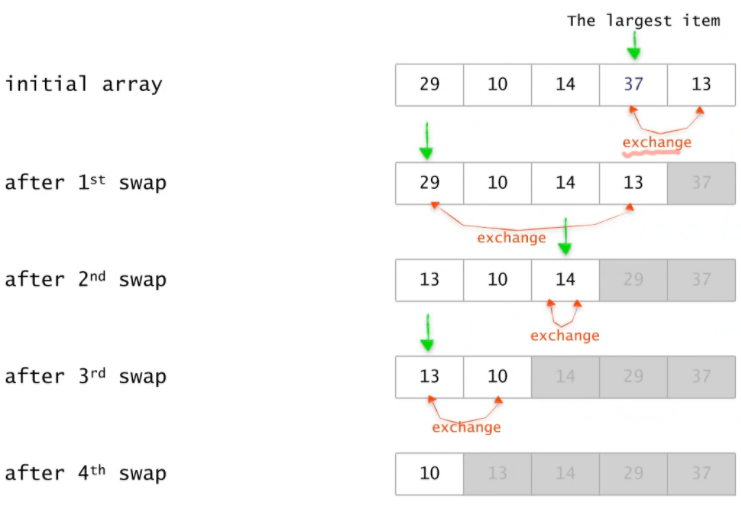 The largest item
initial array 29 10 14 37 13
exchange
after 1st swap 29 10 14 13 37
exchange
after 2nd swap 13 10 14 29 37
exchange
after 3rd swap 13 10 14 29 37
exchange
after 4th swap 10 13 14 29 37